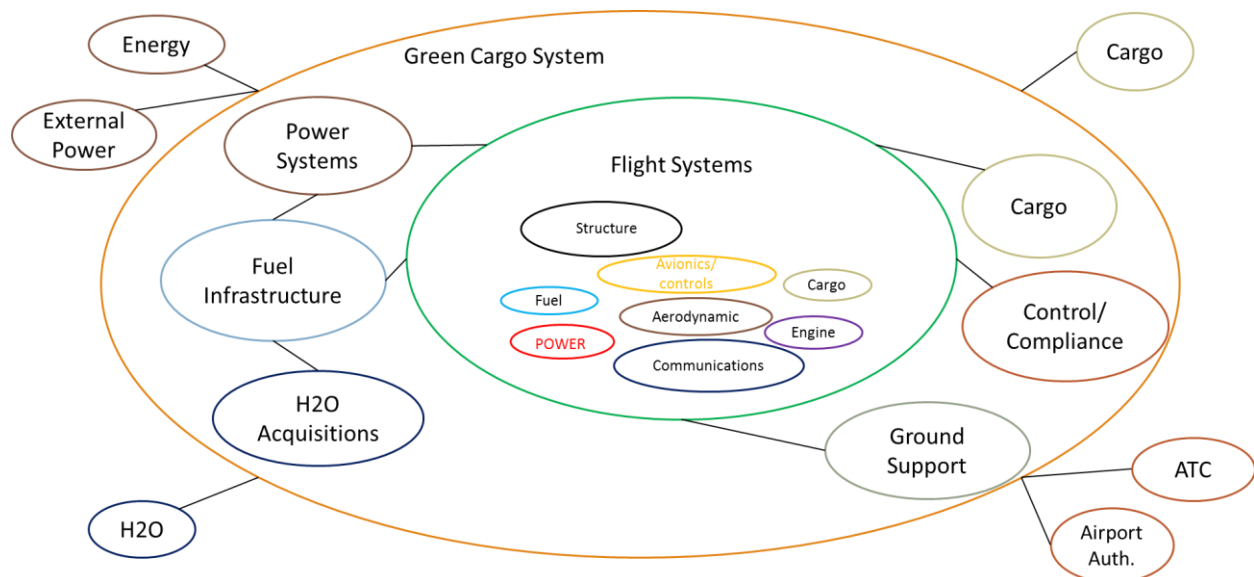 Energy
Green Cargo System
Cargo
External
Power
Power
Systems
Flight Systems
Cargo
Structure
Fuel
Infrastructure
Avionics/
controls
Cargo
Fuel
Aerodynamic
Engine
POWER
Communications
Control/
Compliance
H2O
Acquisitions
Ground
Support
ATC
H2O
Airport
Auth.